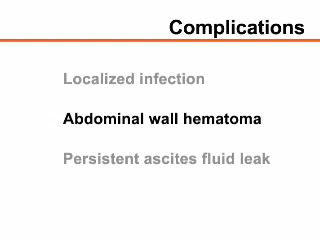 Complications
Localized infection
Abdominal wall hematoma
Persistent ascites fluid leak